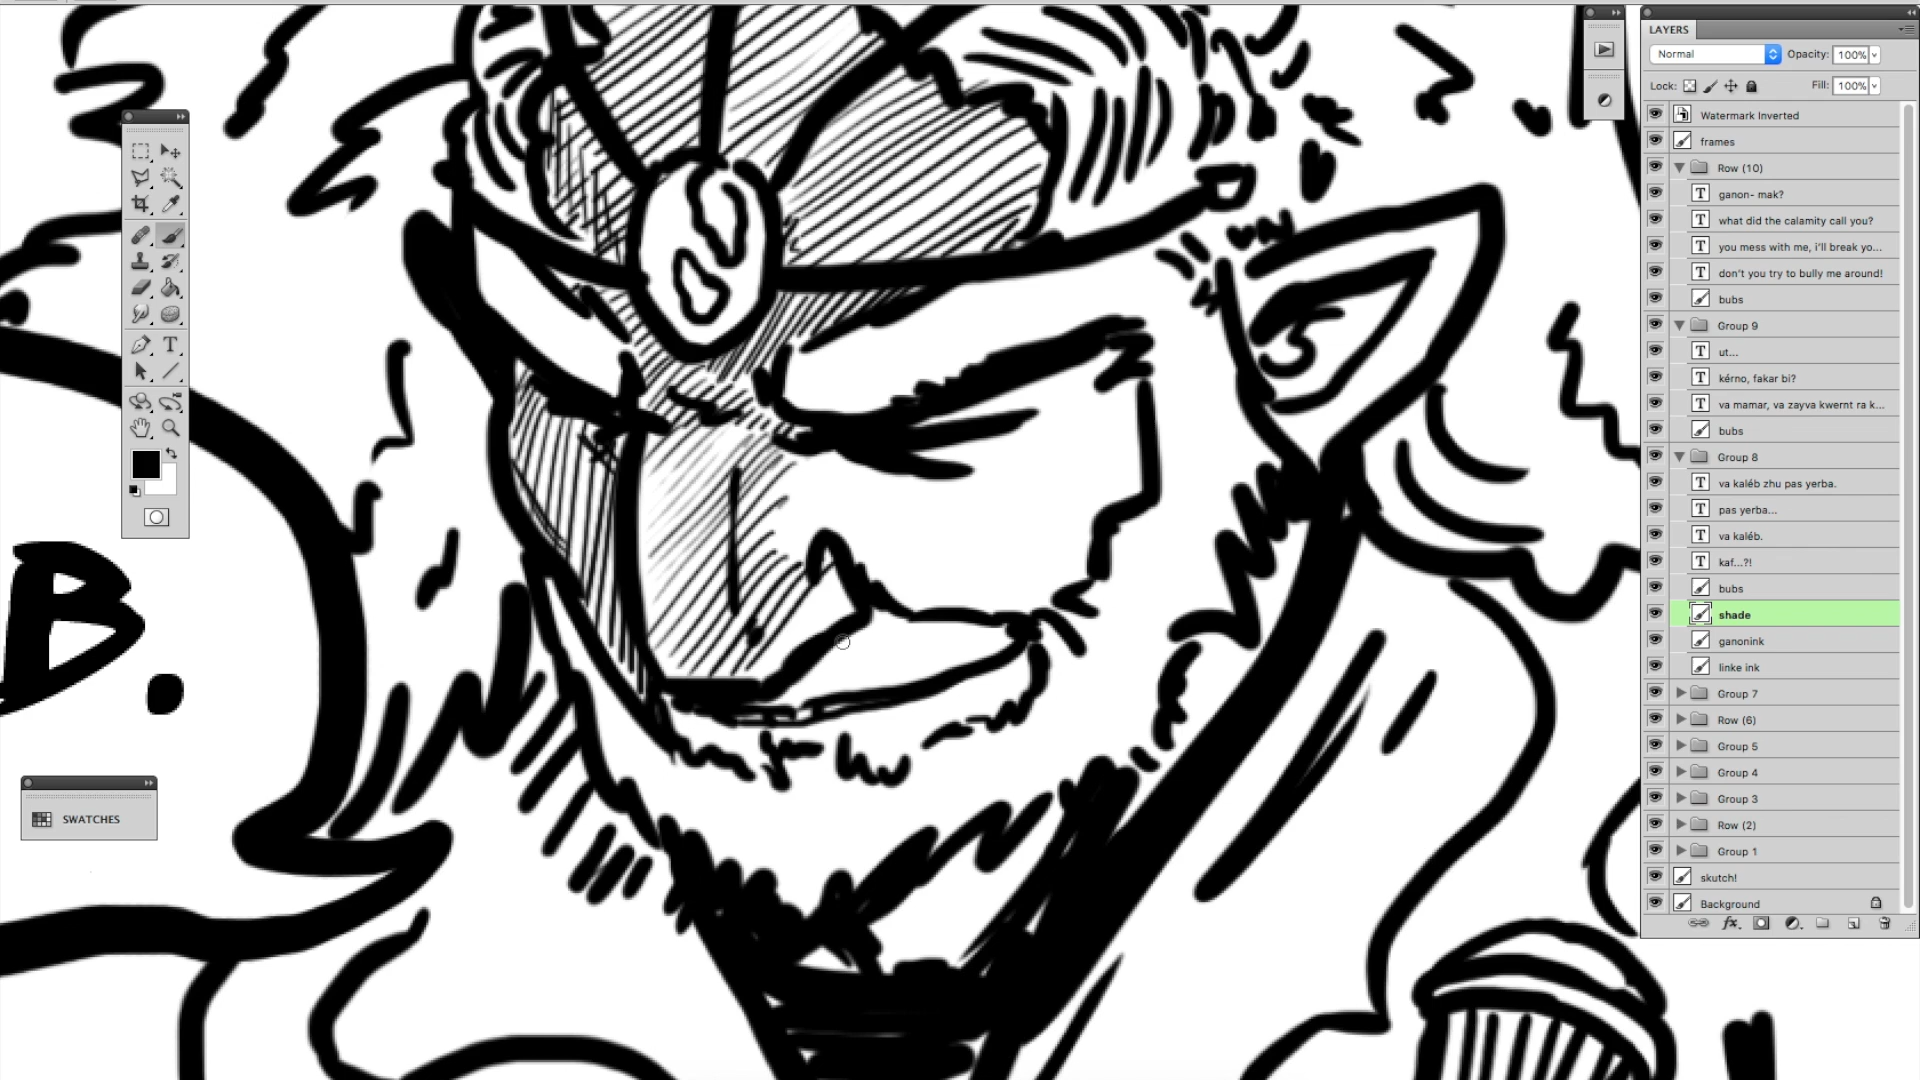 LAYERS
Normal
Opacity: 100%
Lock:
Fill: 100%
Watermark Inverted
frames
Row (10)
ganon- mak?
what did the calamity call you?
you mess with me, i'll break yo...
don't you try to bully me around!
bubs
Group 9
ut...
kérno, fakar bi?
va mamar, va zayva kwernt ra k...
bubs
Group 8
va kaléb zhu pas yerba.
pas yerba...
va kaléb.
kaf...?!
bubs
shade
ganonink
linke ink
Group 7
Row (6)
Group 5
Group 4
Group 3
Row (2)
Group 1
skutch!
Background
B.
SWATCHES